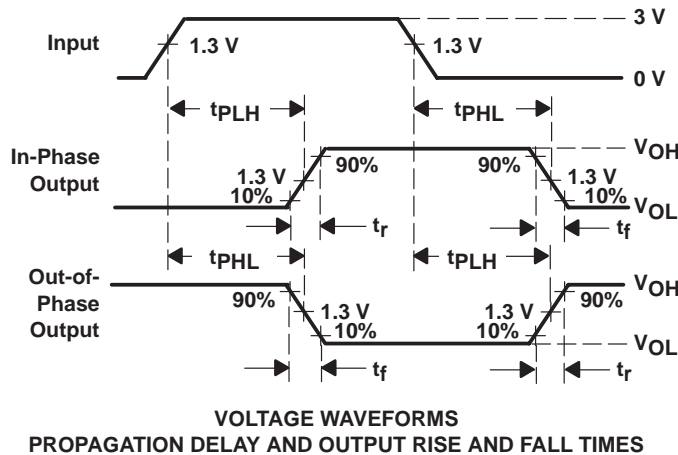 3 V
Input
1.3 V
1.3 V
0 V
tPLH
tPHL
In-Phase
Output
VOH
90%
90%
1.3 V
1.3 V
10%
10%
VOL
tr
tf
tPHL
tPLH
Out-of-
Phase
Output
VOH
90%
90%
1.3 V
1.3 V
10%
10%
VOL
tf
tr
VOLTAGE WAVEFORMS
PROPAGATION DELAY AND OUTPUT RISE AND FALL TIMES